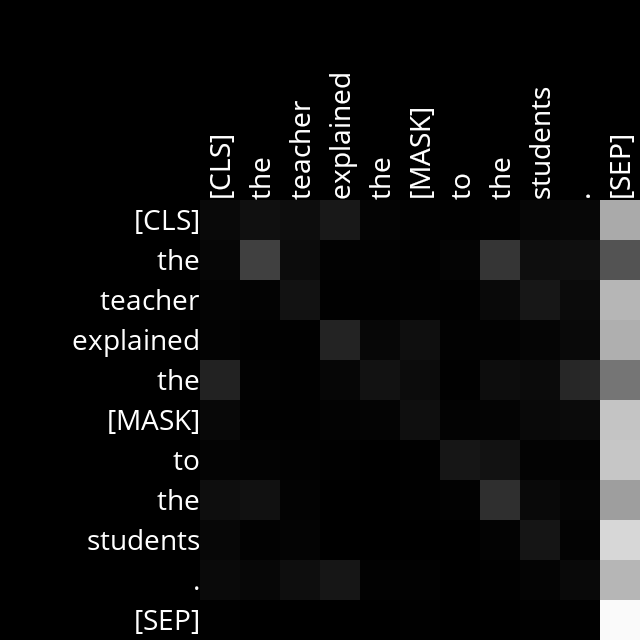 [CLS]
the
teacher
explained
the
[MASK]
to
the
students
.
[SEP]
[CLS]
the
teacher
explained
the
[MASK]
to
the
students
.
[SEP]